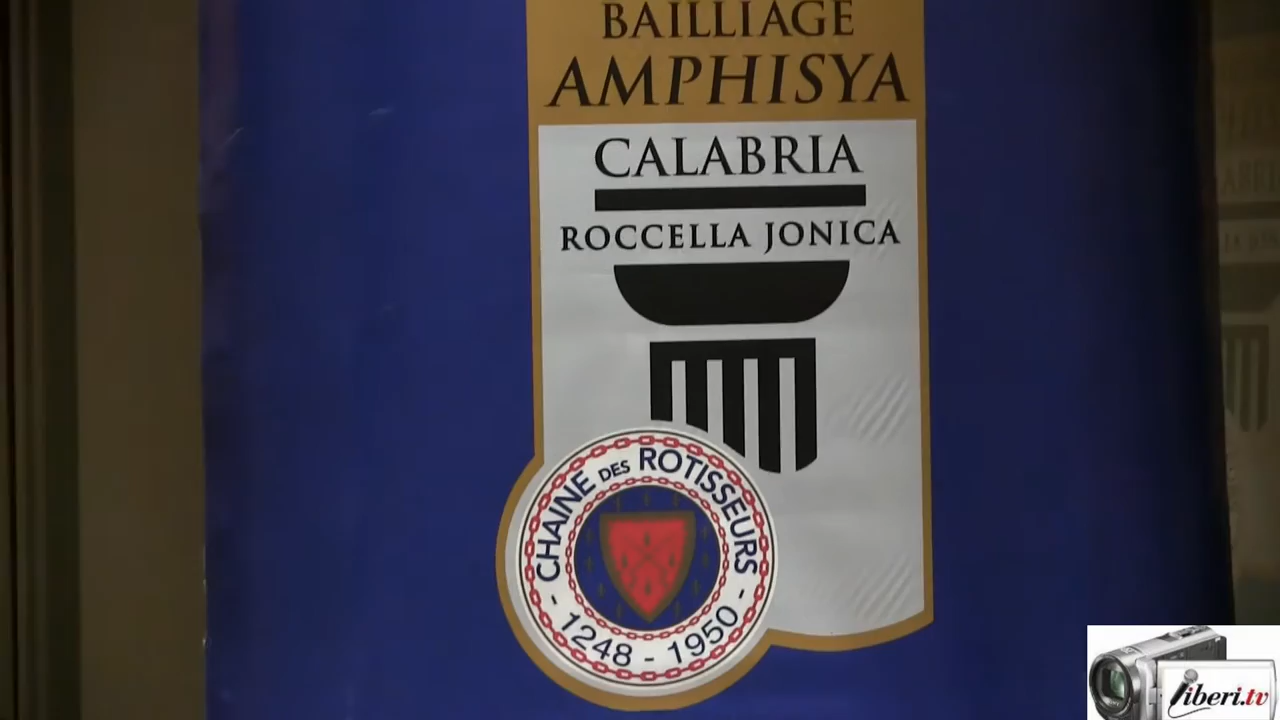 BAILLIAGE
AMPHISYA
CALABRIA
ROCCELLA JONICA
CHAINE DES ROTISSEURS
- 1248 - 1950 -
liberi.tv